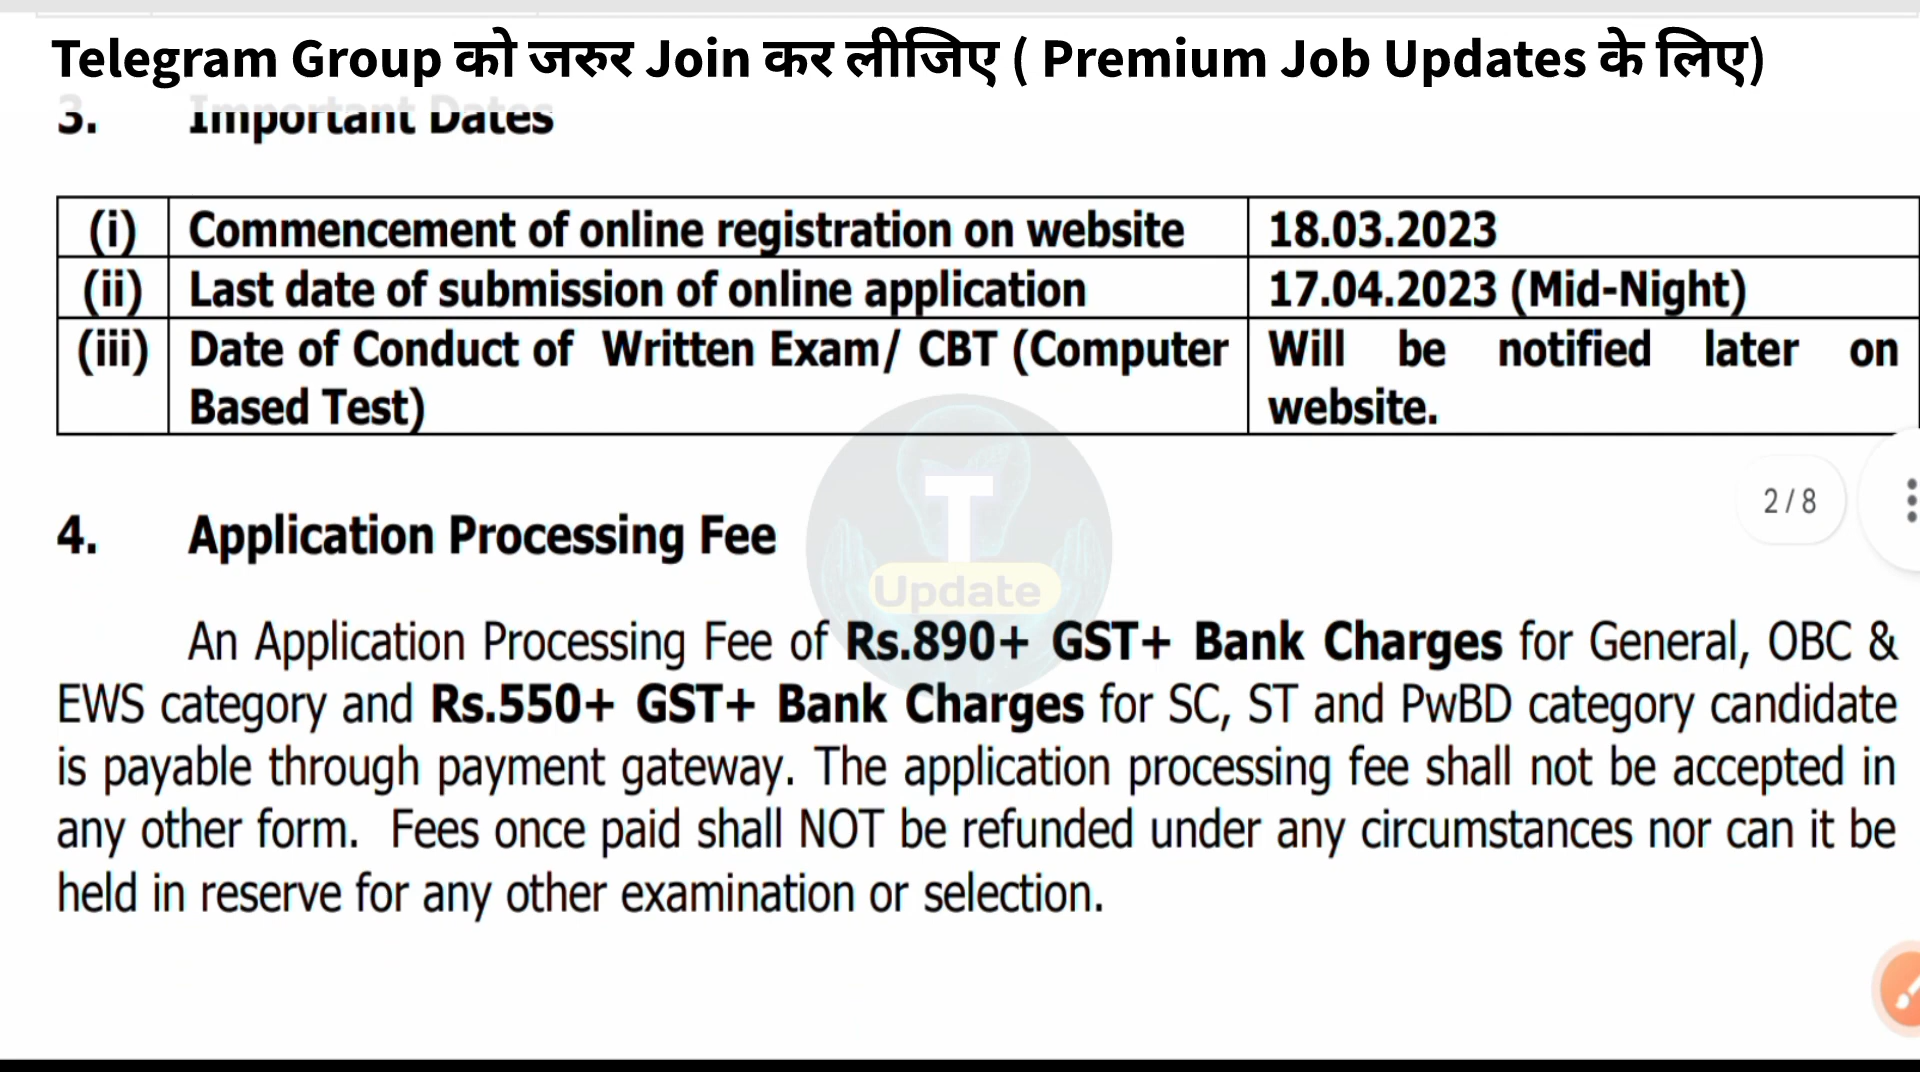 Telegram Group को जरुर Join कर लीजिए ( Premium Job Updates के लिए)
3. Important Dates
(i) Commencement of online registration on website 18.03.2023
(ii) Last date of submission of online application 17.04.2023 (Mid-Night)
(iii) Date of Conduct of Written Exam/ CBT (Computer Will be notified later on
Based Test) website.
2 / 8
4. Application Processing Fee
T
Update
An Application Processing Fee of Rs.890+ GST+ Bank Charges for General, OBC &
EWS category and Rs.550+ GST+ Bank Charges for SC, ST and PwBD category candidate
is payable through payment gateway. The application processing fee shall not be accepted in
any other form. Fees once paid shall NOT be refunded under any circumstances nor can it be
held in reserve for any other examination or selection.